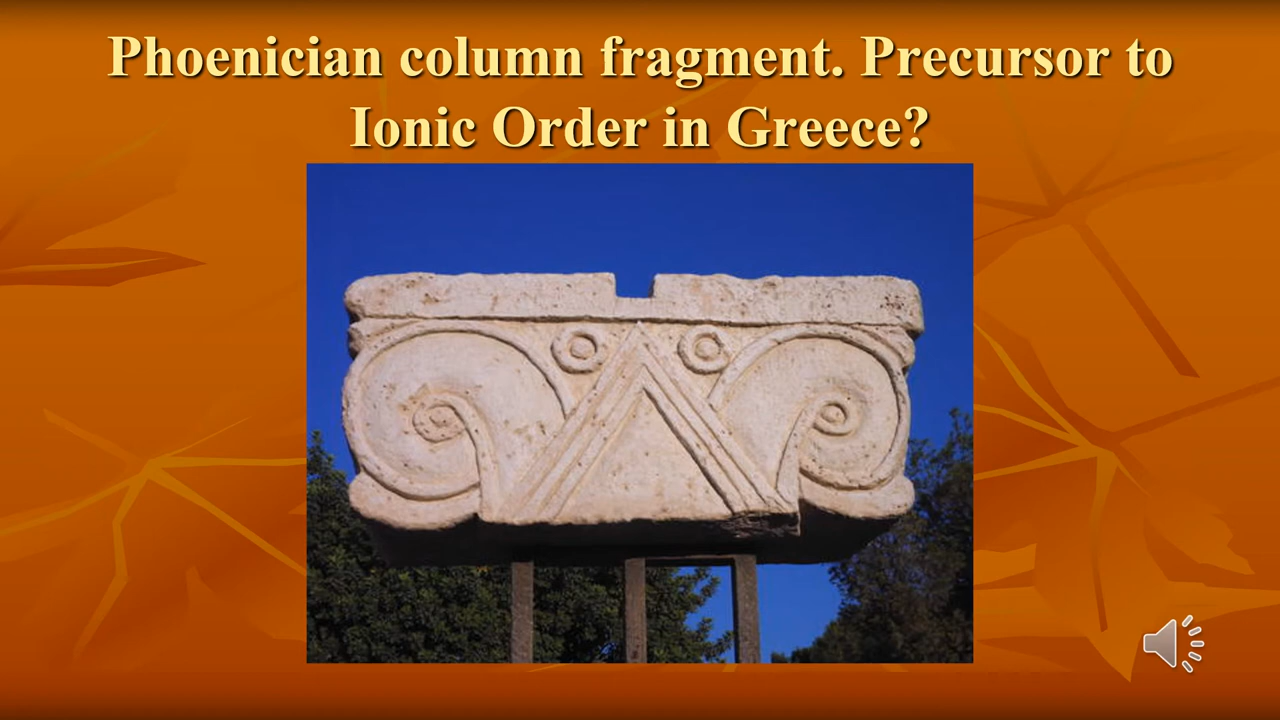 Phoenician column fragment. Precursor to
Ionic Order in Greece?